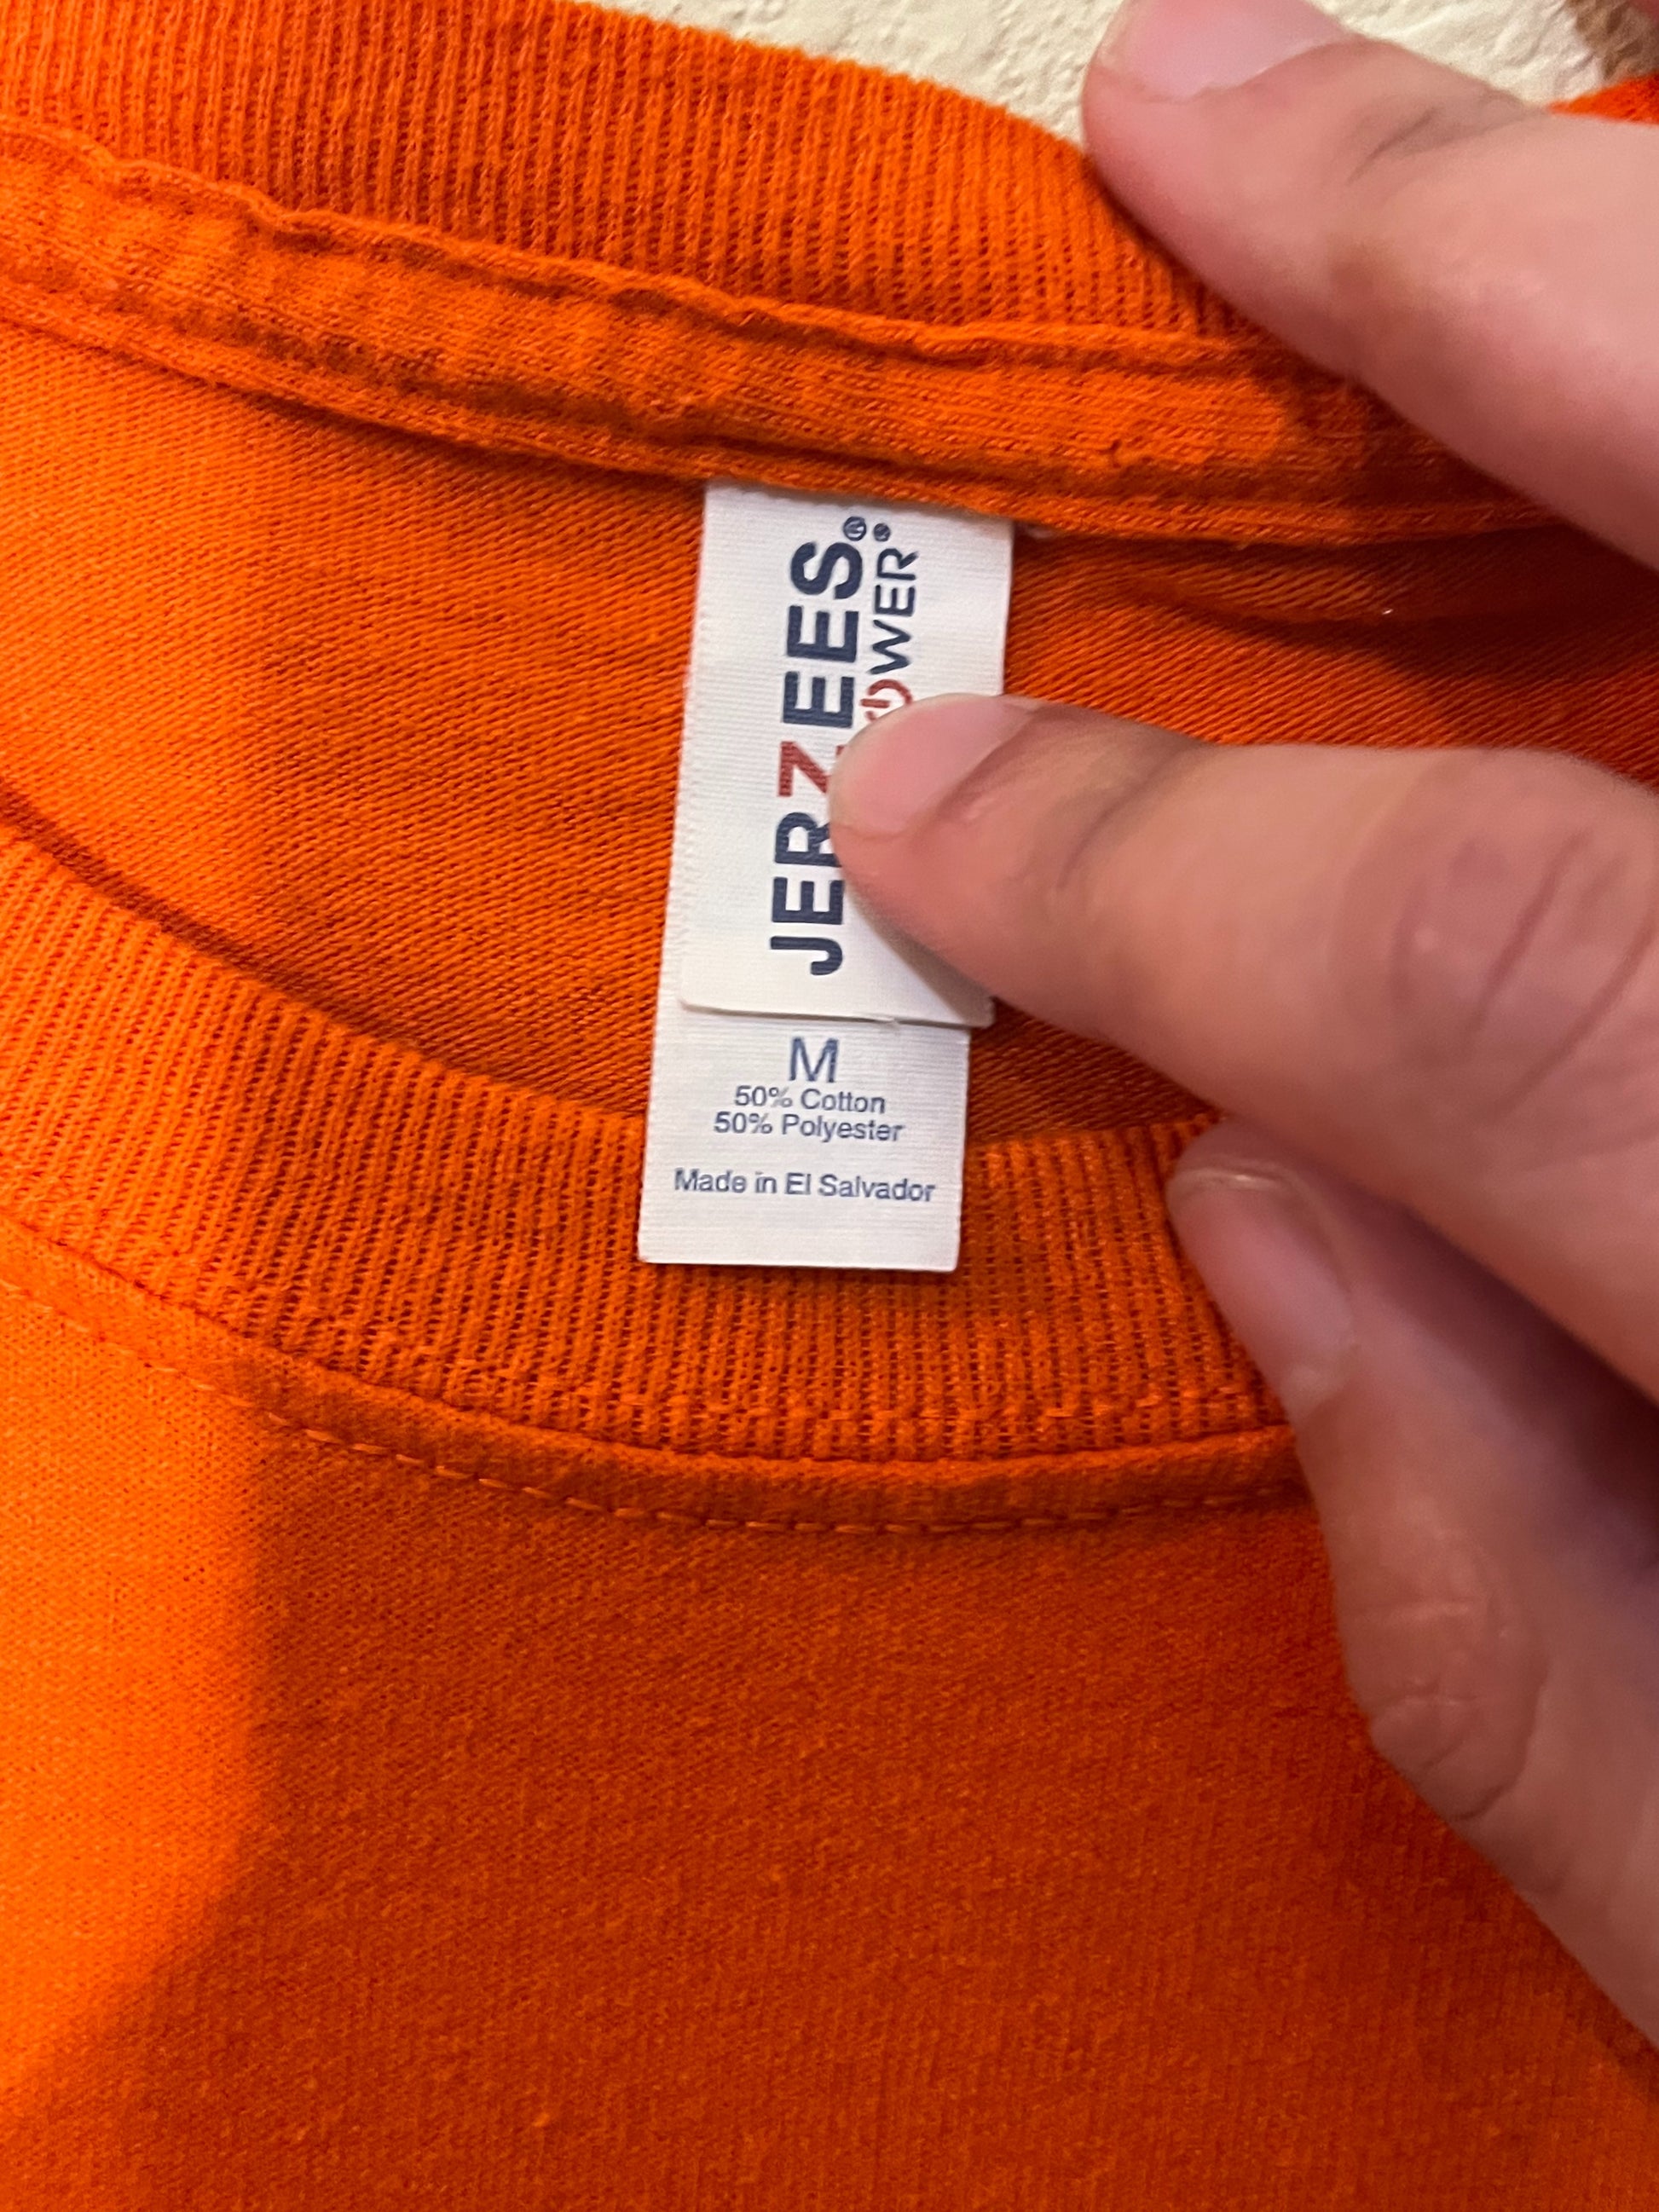 JERZEES®
M
50% Cotton
50% Polyester
Made in El Salvador